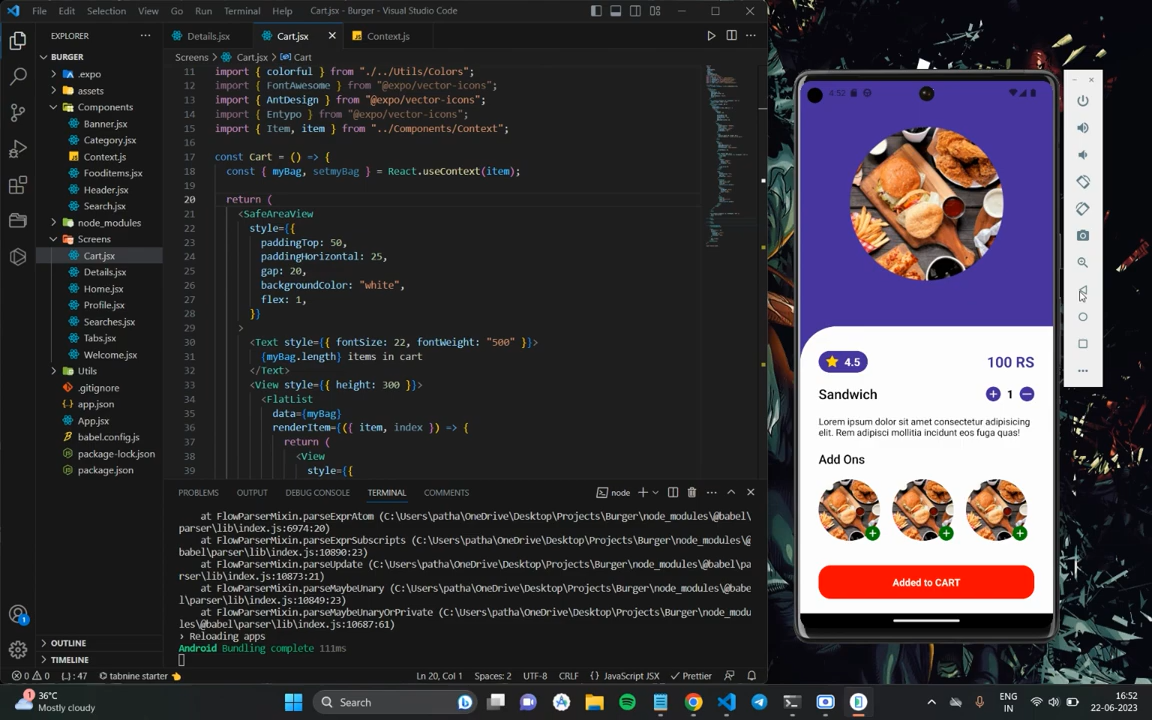 File Edit Selection View Go Run Terminal Help Cart.jsx - Burger - Visual Studio Code
EXPLORER
BURGER
.expo
assets
Components
Banner.jsx
Category.jsx
Context.js
Fooditems.jsx
Header.jsx
Search.jsx
node_modules
Screens
Cart.jsx
Details.jsx
Home.jsx
Profile.jsx
Searches.jsx
Tabs.jsx
Welcome.jsx
Utils
.gitignore
app.json
App.jsx
babel.config.js
package-lock.json
package.json
OUTLINE
TIMELINE
Details.jsx Cart.jsx Context.js
Screens > Cart.jsx > Cart
11 import { colorful } from "./../Utils/Colors";
12 import { FontAwesome } from "@expo/vector-icons";
13 import { AntDesign } from "@expo/vector-icons";
14 import { Entypo } from "@expo/vector-icons";
15 import { Item, item } from "../Components/Context";
16
17 const Cart = () => {
18 const { myBag, setmyBag } = React.useContext(item);
19
20 return (
21 <SafeAreaView
22 style={{
23 paddingTop: 50,
24 paddingHorizontal: 25,
25 gap: 20,
26 backgroundColor: "white",
27 flex: 1,
28 }}
29 >
30 <Text style={{ fontSize: 22, fontWeight: "500" }}>
31 {myBag.length} items in cart
32 </Text>
33 <View style={{ height: 300 }}>
34 <FlatList
35 data={myBag}
36 renderItem={({ item, index }) => {
37 return (
38 <View
39 style={{
PROBLEMS OUTPUT DEBUG CONSOLE TERMINAL COMMENTS
node
at FlowParserMixin.parseExprAtom (C:\Users\patha\OneDrive\Desktop\Projects\Burger\node_modules\@babel\
parser\lib\index.js:6974:20)
at FlowParserMixin.parseExprSubscripts (C:\Users\patha\OneDrive\Desktop\Projects\Burger\node_modules\@
babel\parser\lib\index.js:10890:23)
at FlowParserMixin.parseUpdate (C:\Users\patha\OneDrive\Desktop\Projects\Burger\node_modules\@babel\pa
rser\lib\index.js:10873:21)
at FlowParserMixin.parseMaybeUnary (C:\Users\patha\OneDrive\Desktop\Projects\Burger\node_modules\@babe
l\parser\lib\index.js:10849:23)
at FlowParserMixin.parseMaybeUnaryOrPrivate (C:\Users\patha\OneDrive\Desktop\Projects\Burger\node_modu
les\@babel\parser\lib\index.js:10687:61)
› Reloading apps
Android Bundling complete 111ms
0 0 {..} : 47 tabnine starter 👈 Ln 20, Col 1 Spaces: 2 UTF-8 CRLF {} JavaScript JSX Prettier
4:52
4.5 100 RS
Sandwich 1
Lorem ipsum dolor sit amet consectetur adipisicing
elit. Rem adipisci mollitia incidunt eos fuga quas!
Add Ons
Added to CART
1
36°C
Mostly cloudy
Search
ENG
IN
16:52
22-06-2023